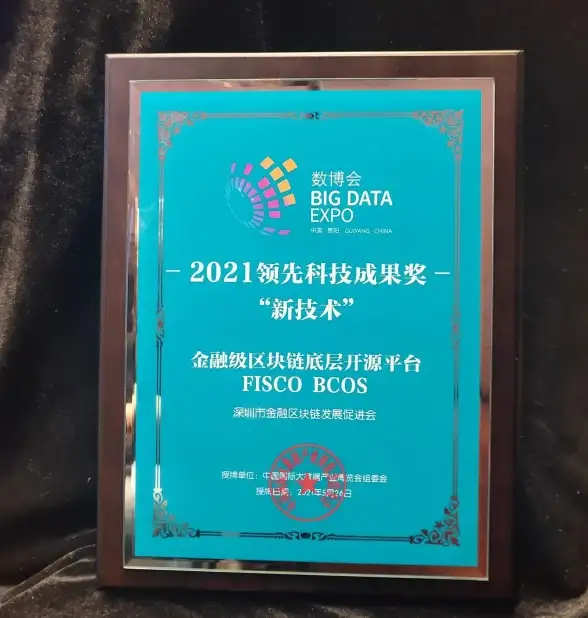 数博会
BIG DATA
EXPO
中国·贵阳 GUIYANG·CHINA
－2021领先科技成果奖－
“新技术”
金融级区块链底层开源平台
FISCO BCOS
深圳市金融区块链发展促进会
授牌单位：中国国际大数据产业博览会组委会
授牌日期：2021年5月26日